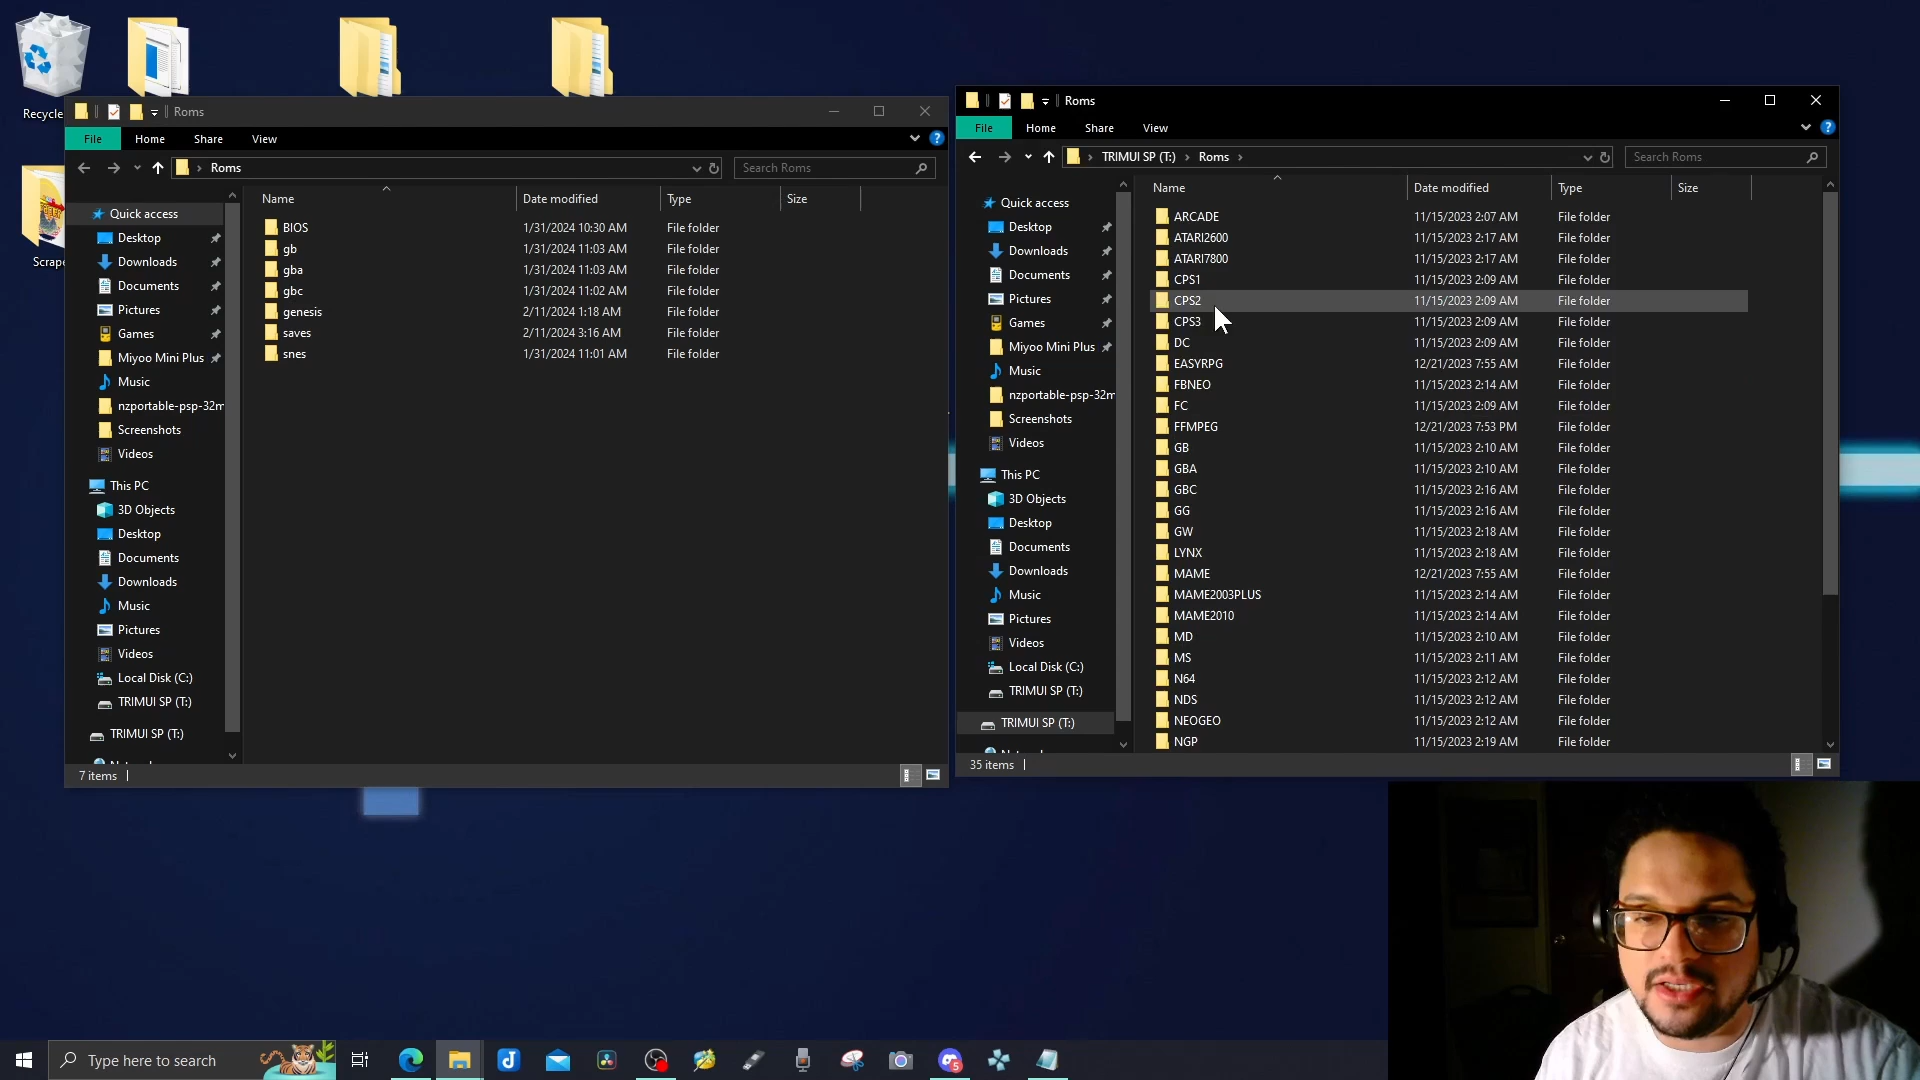 Recycle
Scrape
Roms
File Home Share View
Roms
Search Roms
Quick access
Desktop
Downloads
Documents
Pictures
Games
Miyoo Mini Plus
Music
nzportable-psp-32m
Screenshots
Videos
This PC
3D Objects
Desktop
Documents
Downloads
Music
Pictures
Videos
Local Disk (C:)
TRIMUI SP (T:)
TRIMUI SP (T:)
Name Date modified Type Size
BIOS 1/31/2024 10:30 AM File folder
gb 1/31/2024 11:03 AM File folder
gba 1/31/2024 11:03 AM File folder
gbc 1/31/2024 11:02 AM File folder
genesis 2/11/2024 1:18 AM File folder
saves 2/11/2024 3:16 AM File folder
snes 1/31/2024 11:01 AM File folder
7 items
Roms
File Home Share View
TRIMUI SP (T:) Roms
Search Roms
Quick access
Desktop
Downloads
Documents
Pictures
Games
Miyoo Mini Plus
Music
nzportable-psp-32m
Screenshots
Videos
This PC
3D Objects
Desktop
Documents
Downloads
Music
Pictures
Videos
Local Disk (C:)
TRIMUI SP (T:)
TRIMUI SP (T:)
Name Date modified Type Size
ARCADE 11/15/2023 2:07 AM File folder
ATARI2600 11/15/2023 2:17 AM File folder
ATARI7800 11/15/2023 2:17 AM File folder
CPS1 11/15/2023 2:09 AM File folder
CPS2 11/15/2023 2:09 AM File folder
CPS3 11/15/2023 2:09 AM File folder
DC 11/15/2023 2:09 AM File folder
EASYRPG 12/21/2023 7:55 AM File folder
FBNEO 11/15/2023 2:14 AM File folder
FC 11/15/2023 2:09 AM File folder
FFMPEG 12/21/2023 7:53 PM File folder
GB 11/15/2023 2:10 AM File folder
GBA 11/15/2023 2:10 AM File folder
GBC 11/15/2023 2:16 AM File folder
GG 11/15/2023 2:16 AM File folder
GW 11/15/2023 2:18 AM File folder
LYNX 11/15/2023 2:18 AM File folder
MAME 12/21/2023 7:55 AM File folder
MAME2003PLUS 11/15/2023 2:14 AM File folder
MAME2010 11/15/2023 2:14 AM File folder
MD 11/15/2023 2:10 AM File folder
MS 11/15/2023 2:11 AM File folder
N64 11/15/2023 2:12 AM File folder
NDS 11/15/2023 2:12 AM File folder
NEOGEO 11/15/2023 2:12 AM File folder
NGP 11/15/2023 2:19 AM File folder
35 items
Type here to search
5